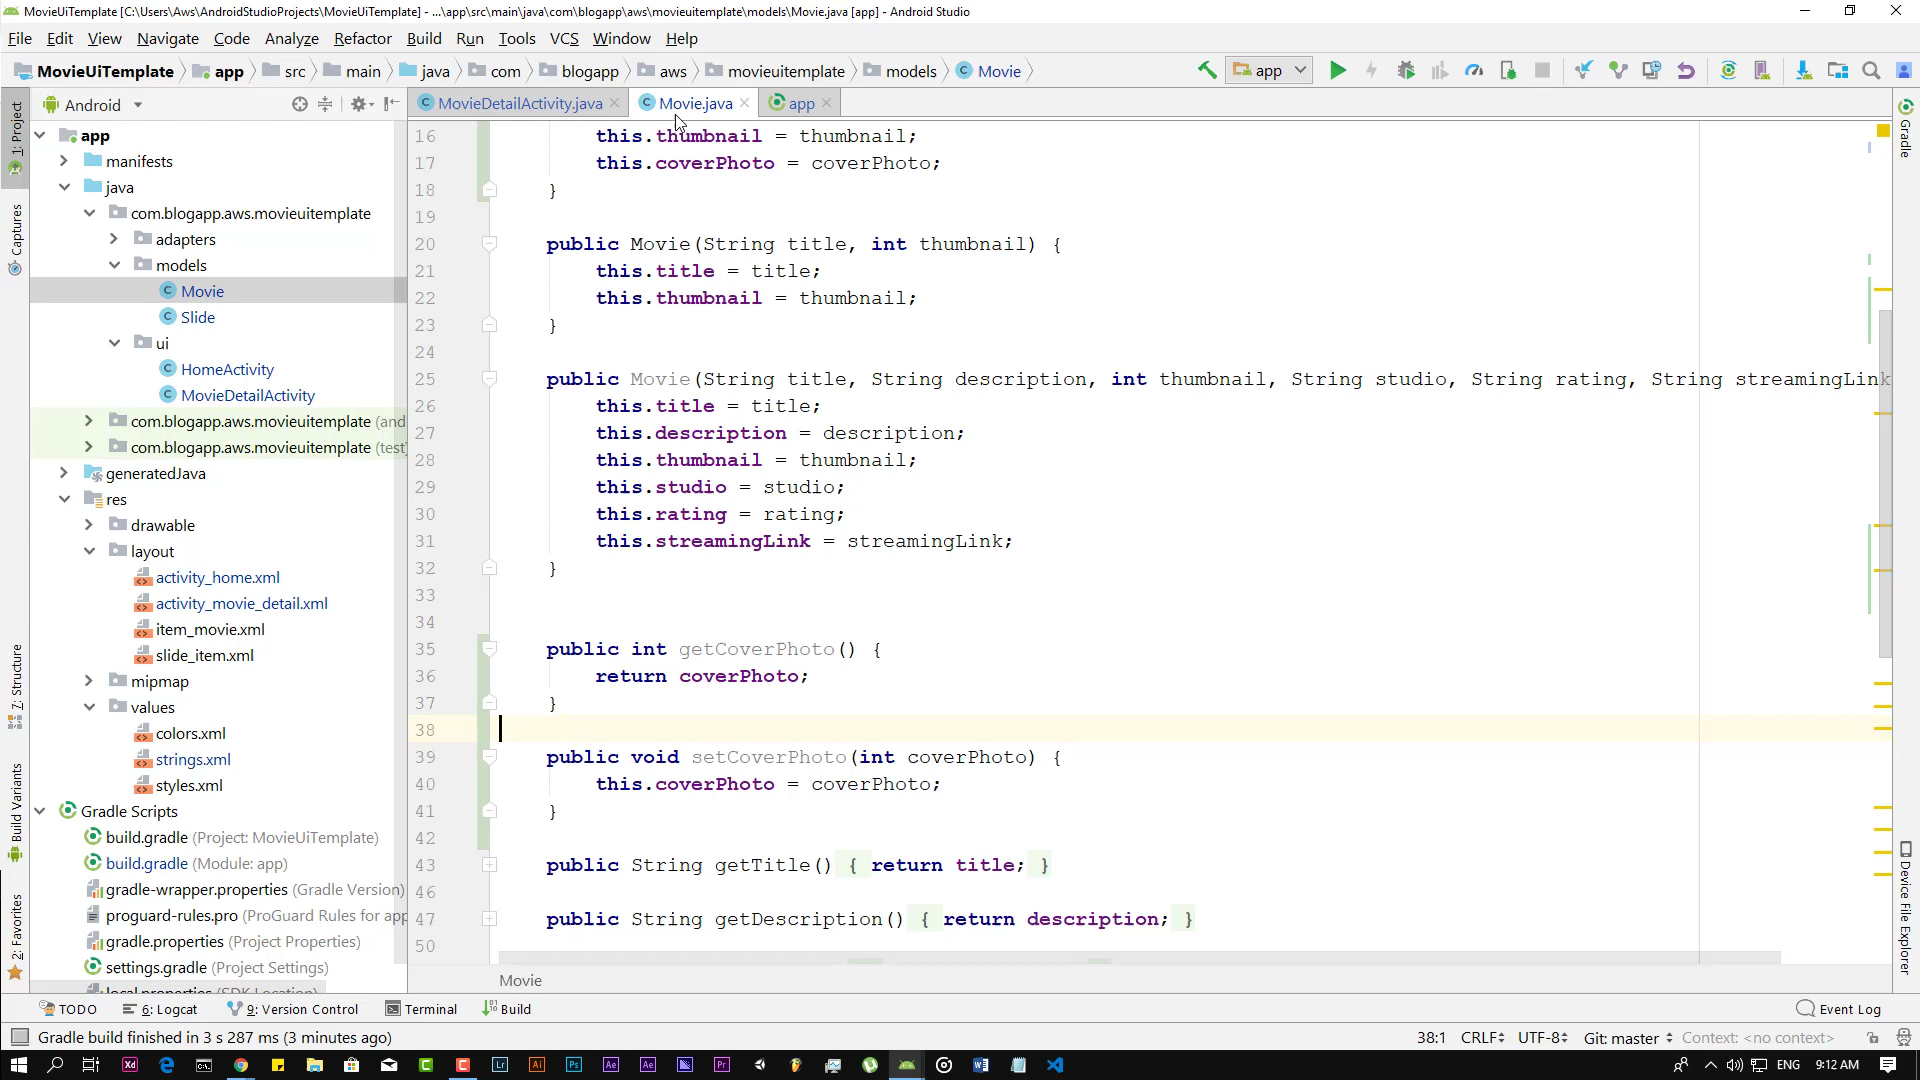 MovieUiTemplate [C:\Users\Aws\AndroidStudioProjects\MovieUiTemplate] - ...\app\src\main\java\com\blogapp\aws\movieuitemplate\models\Movie.java [app] - Android Studio
File Edit View Navigate Code Analyze Refactor Build Run Tools VCS Window Help
MovieUiTemplate app src main java com blogapp aws movieuitemplate models Movie app
Android MovieDetailActivity.java Movie.java app
1: Project
Captures
7: Structure
Build Variants
2: Favorites
app
manifests
java
com.blogapp.aws.movieuitemplate
adapters
models
Movie
Slide
ui
HomeActivity
MovieDetailActivity
com.blogapp.aws.movieuitemplate (and
com.blogapp.aws.movieuitemplate (test)
generatedJava
res
drawable
layout
activity_home.xml
activity_movie_detail.xml
item_movie.xml
slide_item.xml
mipmap
values
colors.xml
strings.xml
styles.xml
Gradle Scripts
build.gradle (Project: MovieUiTemplate)
build.gradle (Module: app)
gradle-wrapper.properties (Gradle Version)
proguard-rules.pro (ProGuard Rules for app
gradle.properties (Project Properties)
settings.gradle (Project Settings)
local.properties (SDK Location)
16 this.thumbnail = thumbnail;
17 this.coverPhoto = coverPhoto;
18 }
19
20 public Movie(String title, int thumbnail) {
21 this.title = title;
22 this.thumbnail = thumbnail;
23 }
24
25 public Movie(String title, String description, int thumbnail, String studio, String rating, String streamingLink
26 this.title = title;
27 this.description = description;
28 this.thumbnail = thumbnail;
29 this.studio = studio;
30 this.rating = rating;
31 this.streamingLink = streamingLink;
32 }
33
34
35 public int getCoverPhoto() {
36 return coverPhoto;
37 }
38
39 public void setCoverPhoto(int coverPhoto) {
40 this.coverPhoto = coverPhoto;
41 }
42
43 public String getTitle() { return title; }
46
47 public String getDescription() { return description; }
50
Movie
Gradle
Device File Explorer
TODO 6: Logcat 9: Version Control Terminal Build Event Log
Gradle build finished in 3 s 287 ms (3 minutes ago) 38:1 CRLF UTF-8 Git: master Context: <no context>
Xd Lr Ai Ps Ae Ae Pr ENG 9:12 AM